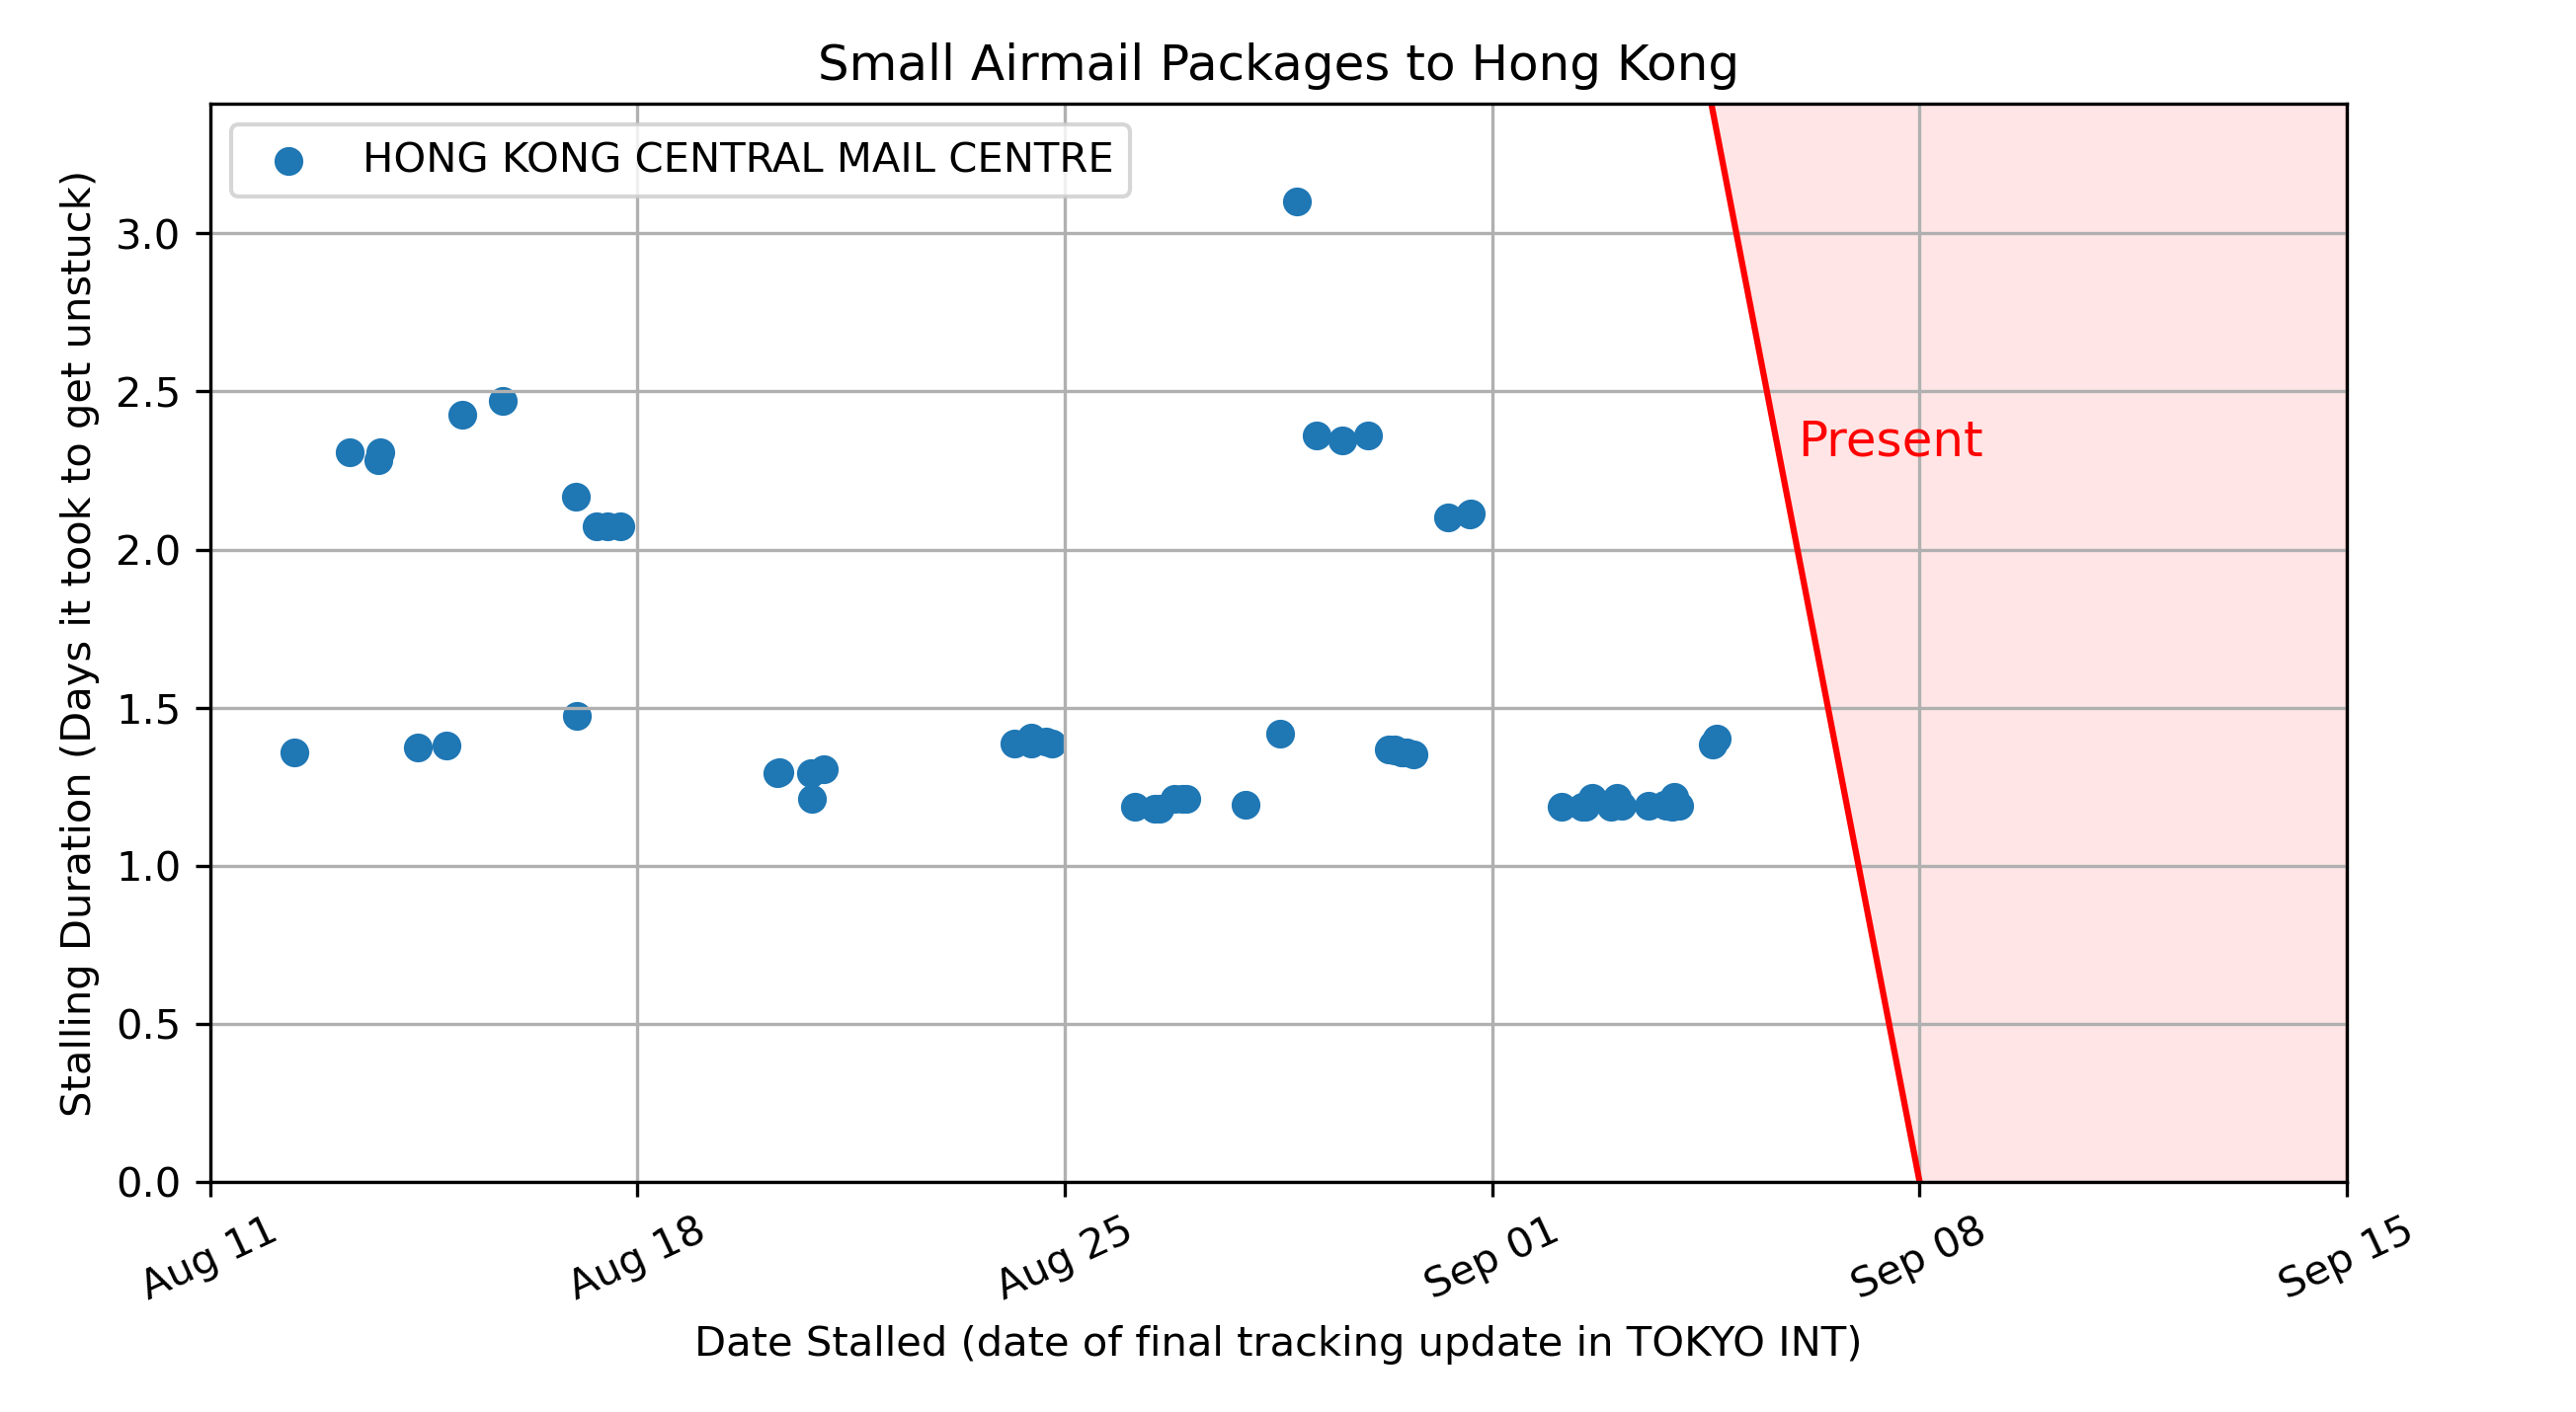 Small Airmail Packages to Hong Kong
HONG KONG CENTRAL MAIL CENTRE
Stalling Duration (Days it took to get unstuck)
3.0
2.5
2.0
1.5
1.0
0.5
0.0
Present
Aug 11
Aug 18
Aug 25
Sep 01
Sep 08
Sep 15
Date Stalled (date of final tracking update in TOKYO INT)